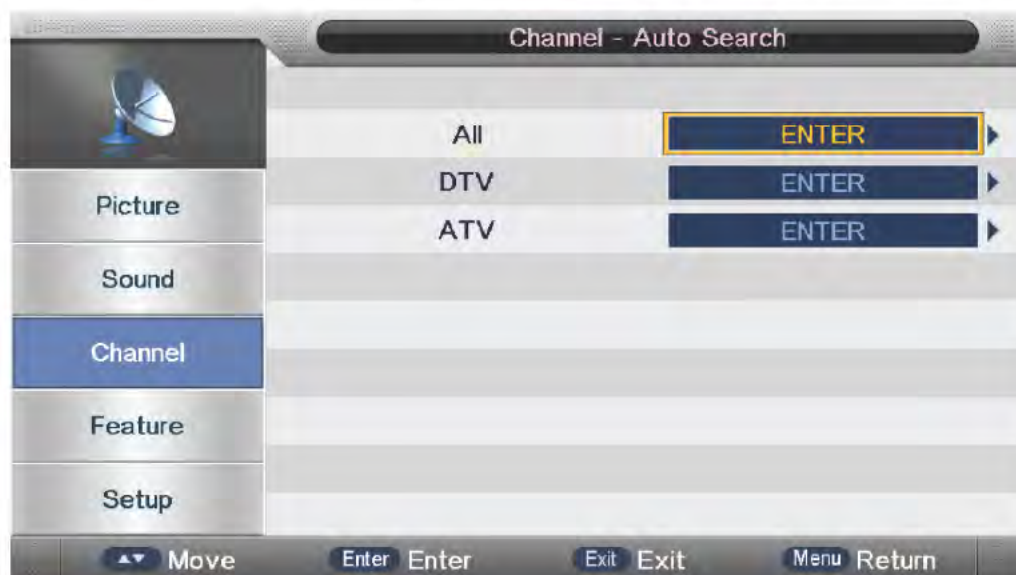 Channel - Auto Search
All ENTER
DTV ENTER
ATV ENTER
Picture
Sound
Channel
Feature
Setup
Move Enter Enter Exit Exit Menu Return